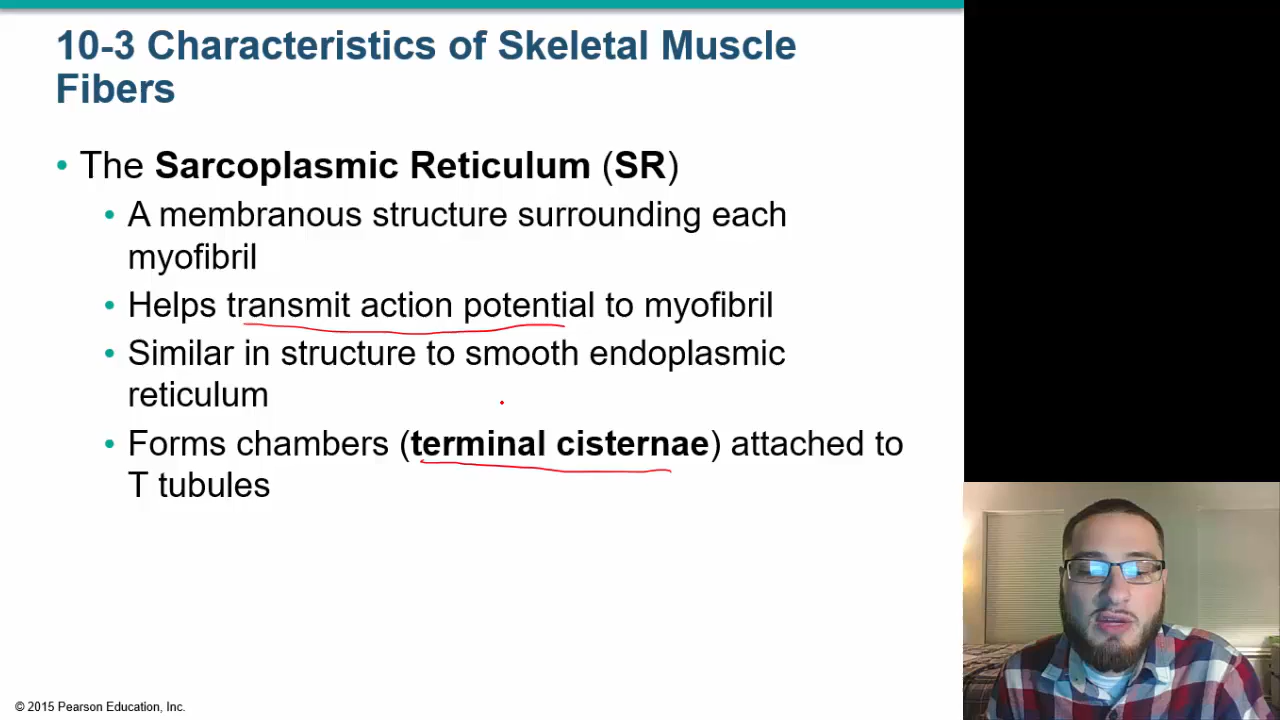 10-3 Characteristics of Skeletal Muscle
Fibers
• The Sarcoplasmic Reticulum (SR)
• A membranous structure surrounding each
myofibril
• Helps transmit action potential to myofibril
• Similar in structure to smooth endoplasmic
reticulum
• Forms chambers (terminal cisternae) attached to
T tubules
© 2015 Pearson Education, Inc.